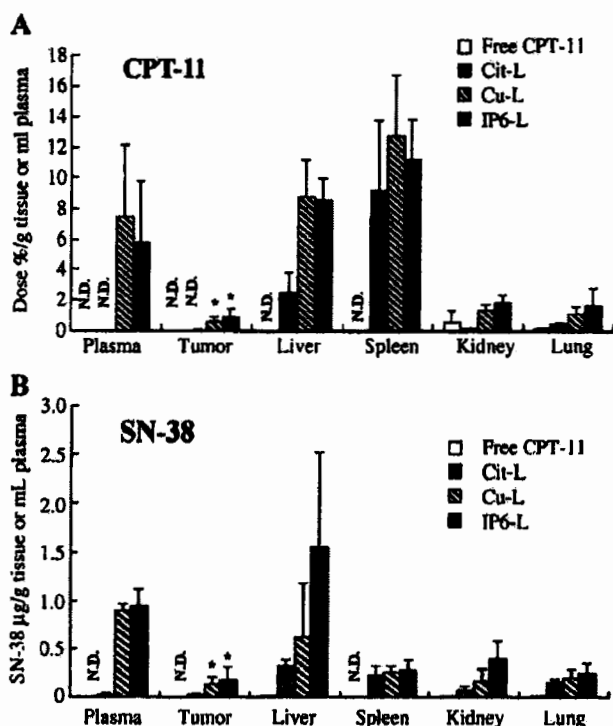 A
CPT-11
Free CPT-11
Cit-L
Cu-L
IP6-L
Dose %/g tissue or ml plasma
18
16
14
12
10
8
6
4
2
0
N.D.
N.D.
N.D.
N.D.
* *
N.D.
N.D.
Plasma Tumor Liver Spleen Kidney Lung
B
SN-38
Free CPT-11
Cit-L
Cu-L
IP6-L
SN-38 µg/g tissue or mL plasma
3.0
2.5
2.0
1.5
1.0
0.5
0
N.D.
N.D.
* *
N.D.
Plasma Tumor Liver Spleen Kidney Lung